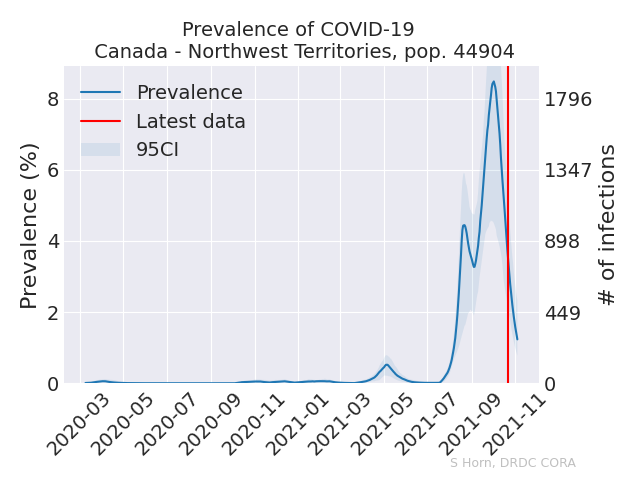 Prevalence of COVID-19
Canada - Northwest Territories, pop. 44904
Prevalence
Latest data
95CI
Prevalence (%)
8
6
4
2
0
# of infections
1796
1347
898
449
0
2020-03
2020-05
2020-07
2020-09
2020-11
2021-01
2021-03
2021-05
2021-07
2021-09
2021-11
S Horn, DRDC CORA